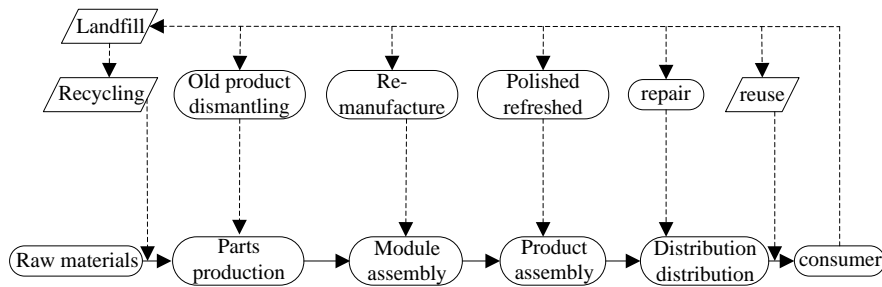 Landfill
Recycling
Old product
dismantling
Re-
manufacture
Polished
refreshed
repair
reuse
Raw materials
Parts
production
Module
assembly
Product
assembly
Distribution
distribution
consumer